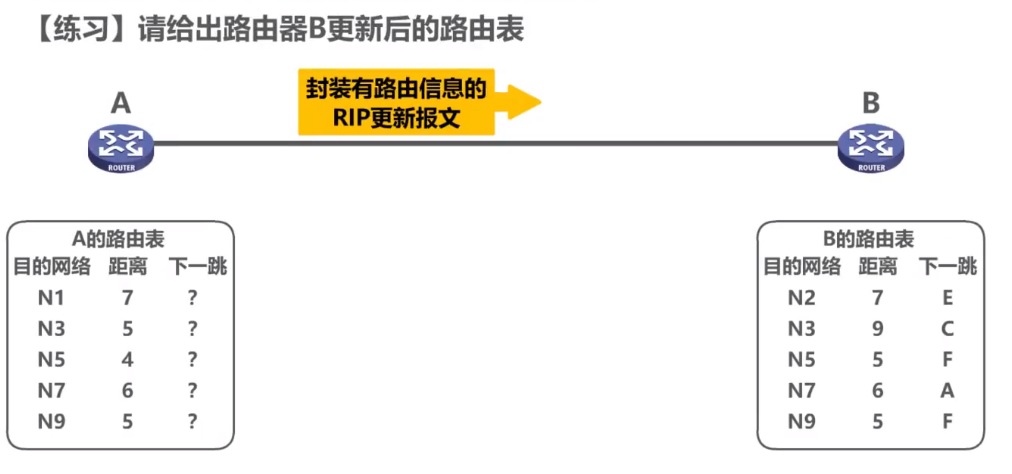 【练习】请给出路由器B更新后的路由表
封装有路由信息的
RIP更新报文
A
B
ROUTER
ROUTER
A的路由表
目的网络 距离 下一跳
N1 7 ?
N3 5 ?
N5 4 ?
N7 6 ?
N9 5 ?
B的路由表
目的网络 距离 下一跳
N2 7 E
N3 9 C
N5 5 F
N7 6 A
N9 5 F